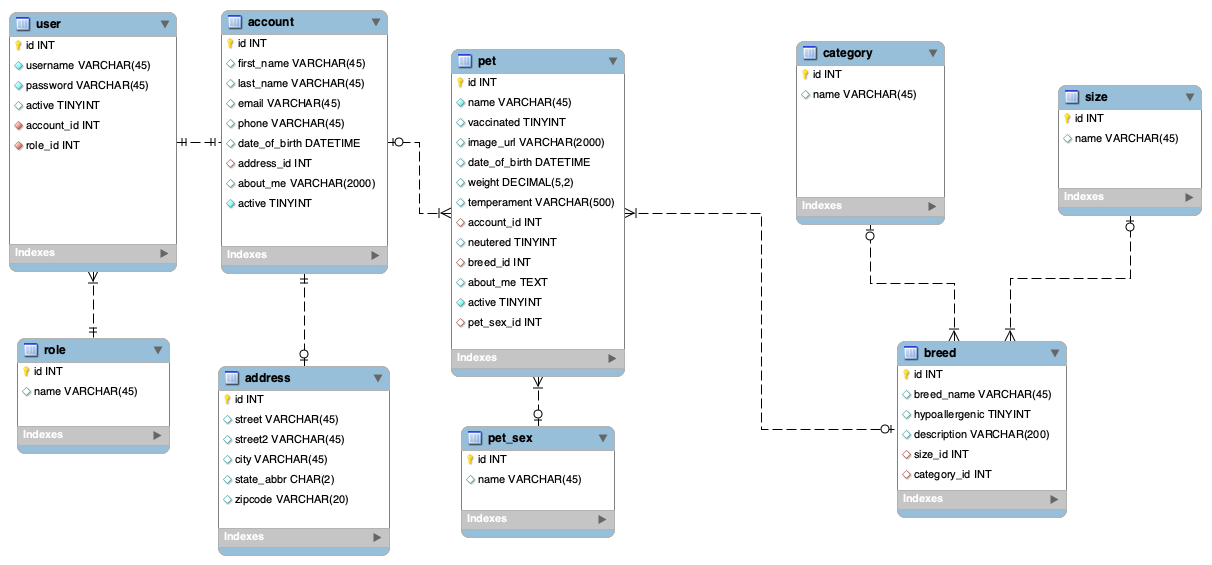 user
id INT
username VARCHAR(45)
password VARCHAR(45)
active TINYINT
account_id INT
role_id INT
Indexes
account
id INT
first_name VARCHAR(45)
last_name VARCHAR(45)
email VARCHAR(45)
phone VARCHAR(45)
date_of_birth DATETIME
address_id INT
about_me VARCHAR(2000)
active TINYINT
Indexes
pet
id INT
name VARCHAR(45)
vaccinated TINYINT
image_url VARCHAR(2000)
date_of_birth DATETIME
weight DECIMAL(5,2)
temperament VARCHAR(500)
account_id INT
neutered TINYINT
breed_id INT
about_me TEXT
active TINYINT
pet_sex_id INT
Indexes
category
id INT
name VARCHAR(45)
Indexes
size
id INT
name VARCHAR(45)
Indexes
role
id INT
name VARCHAR(45)
Indexes
address
id INT
street VARCHAR(45)
street2 VARCHAR(45)
city VARCHAR(45)
state_abbr CHAR(2)
zipcode VARCHAR(20)
Indexes
pet_sex
id INT
name VARCHAR(45)
Indexes
breed
id INT
breed_name VARCHAR(45)
hypoallergenic TINYINT
description VARCHAR(200)
size_id INT
category_id INT
Indexes